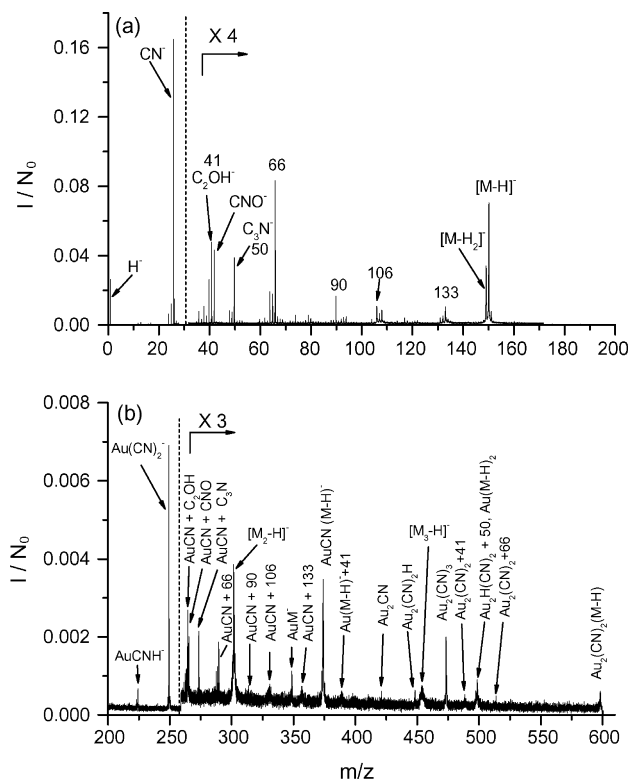 (a)
X 4
I / N₀
0.16
0.12
0.08
0.04
0.00
CN⁻
H⁻
41
C₂OH⁻
CNO⁻
C₃N⁻
50
66
90
106
133
[M-H₂]⁻
[M-H]⁻
0 20 40 60 80 100 120 140 160 180 200
(b)
X 3
I / N₀
0.008
0.006
0.004
0.002
0.000
AuCNH⁻
Au(CN)₂⁻
AuCN + C₂OH
AuCN + CNO
AuCN + C₃N
AuCN + 66
[M₂-H]⁻
AuCN + 90
AuCN + 106
AuM⁻
AuCN + 133
AuCN (M-H)⁻
Au(M-H)⁻+41
Au₂CN
Au₂(CN)₂H
[M₃-H]⁻
Au₂(CN)₃
Au₂(CN)₂+41
Au₂H(CN)₂ + 50, Au(M-H)₂
Au₂(CN)₂+66
Au₂(CN)₂(M-H)
200 250 300 350 400 450 500 550 600
m/z